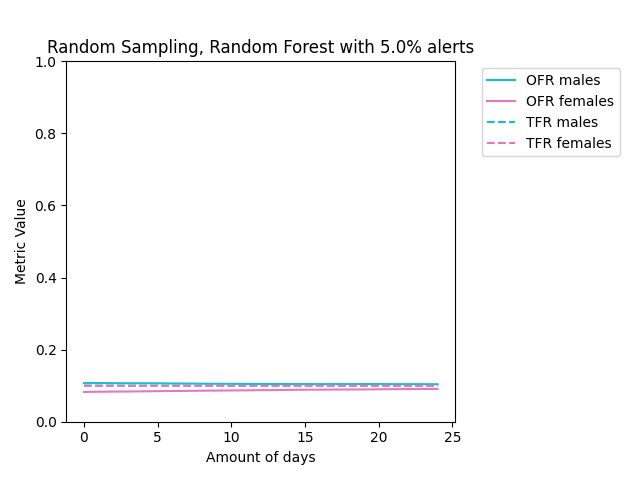 Random Sampling, Random Forest with 5.0% alerts
1.0
0.8
0.6
0.4
0.2
0.0
Metric Value
0
5
10
15
20
25
Amount of days
OFR males
OFR females
TFR males
TFR females